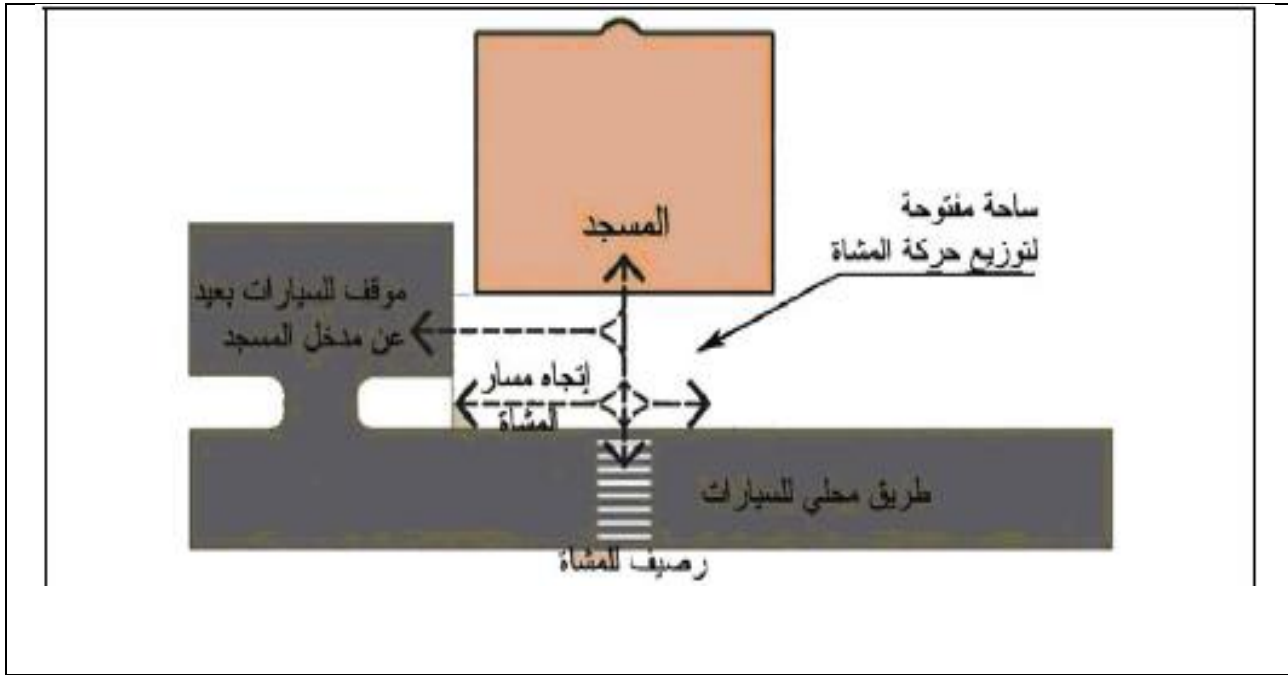 المسجد
ساحة مفتوحة
لتوزيع حركة المشاة
موقف للسيارات بعيد
عن مدخل المسجد
إتجاه مسار
المشاة
طريق محلي للسيارات
رصيف للمشاة